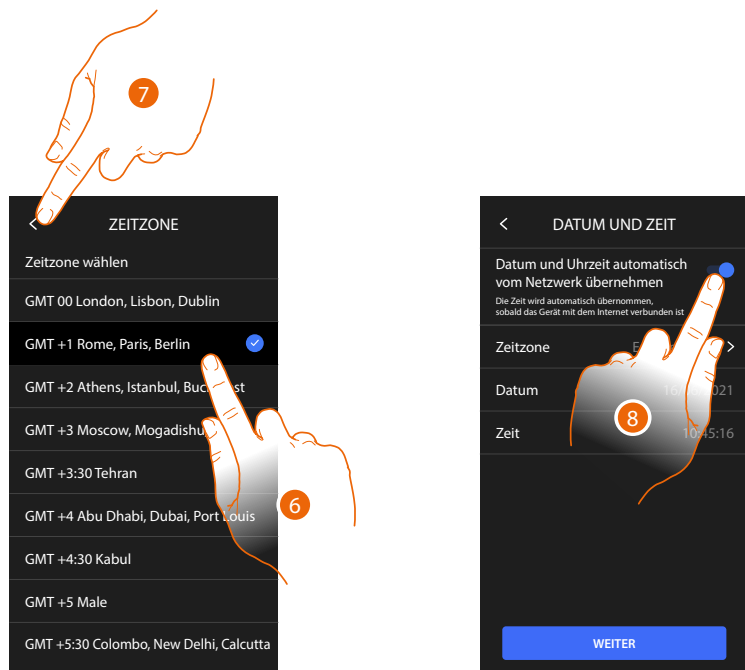 7
ZEITZONE
Zeitzone wählen
GMT 00 London, Lisbon, Dublin
GMT +1 Rome, Paris, Berlin
GMT +2 Athens, Istanbul,
GMT +3 Moscow,
GMT +3:30 Tehran
GMT +4 Abu Dhabi, Dubai, Port Louis
6
GMT +4:30 Kabul
GMT +5 Male
GMT +5:30 Colombo, New Delhi, Calcutta
DATUM UND ZEIT
Datum und Uhrzeit automatisch
vom Netzwerk übernehmen
Die Zeit wird automatisch übernommen,
sobald das Gerät mit dem Internet verbunden ist
Zeitzone
Datum
8
Zeit 10:45:16
WEITER